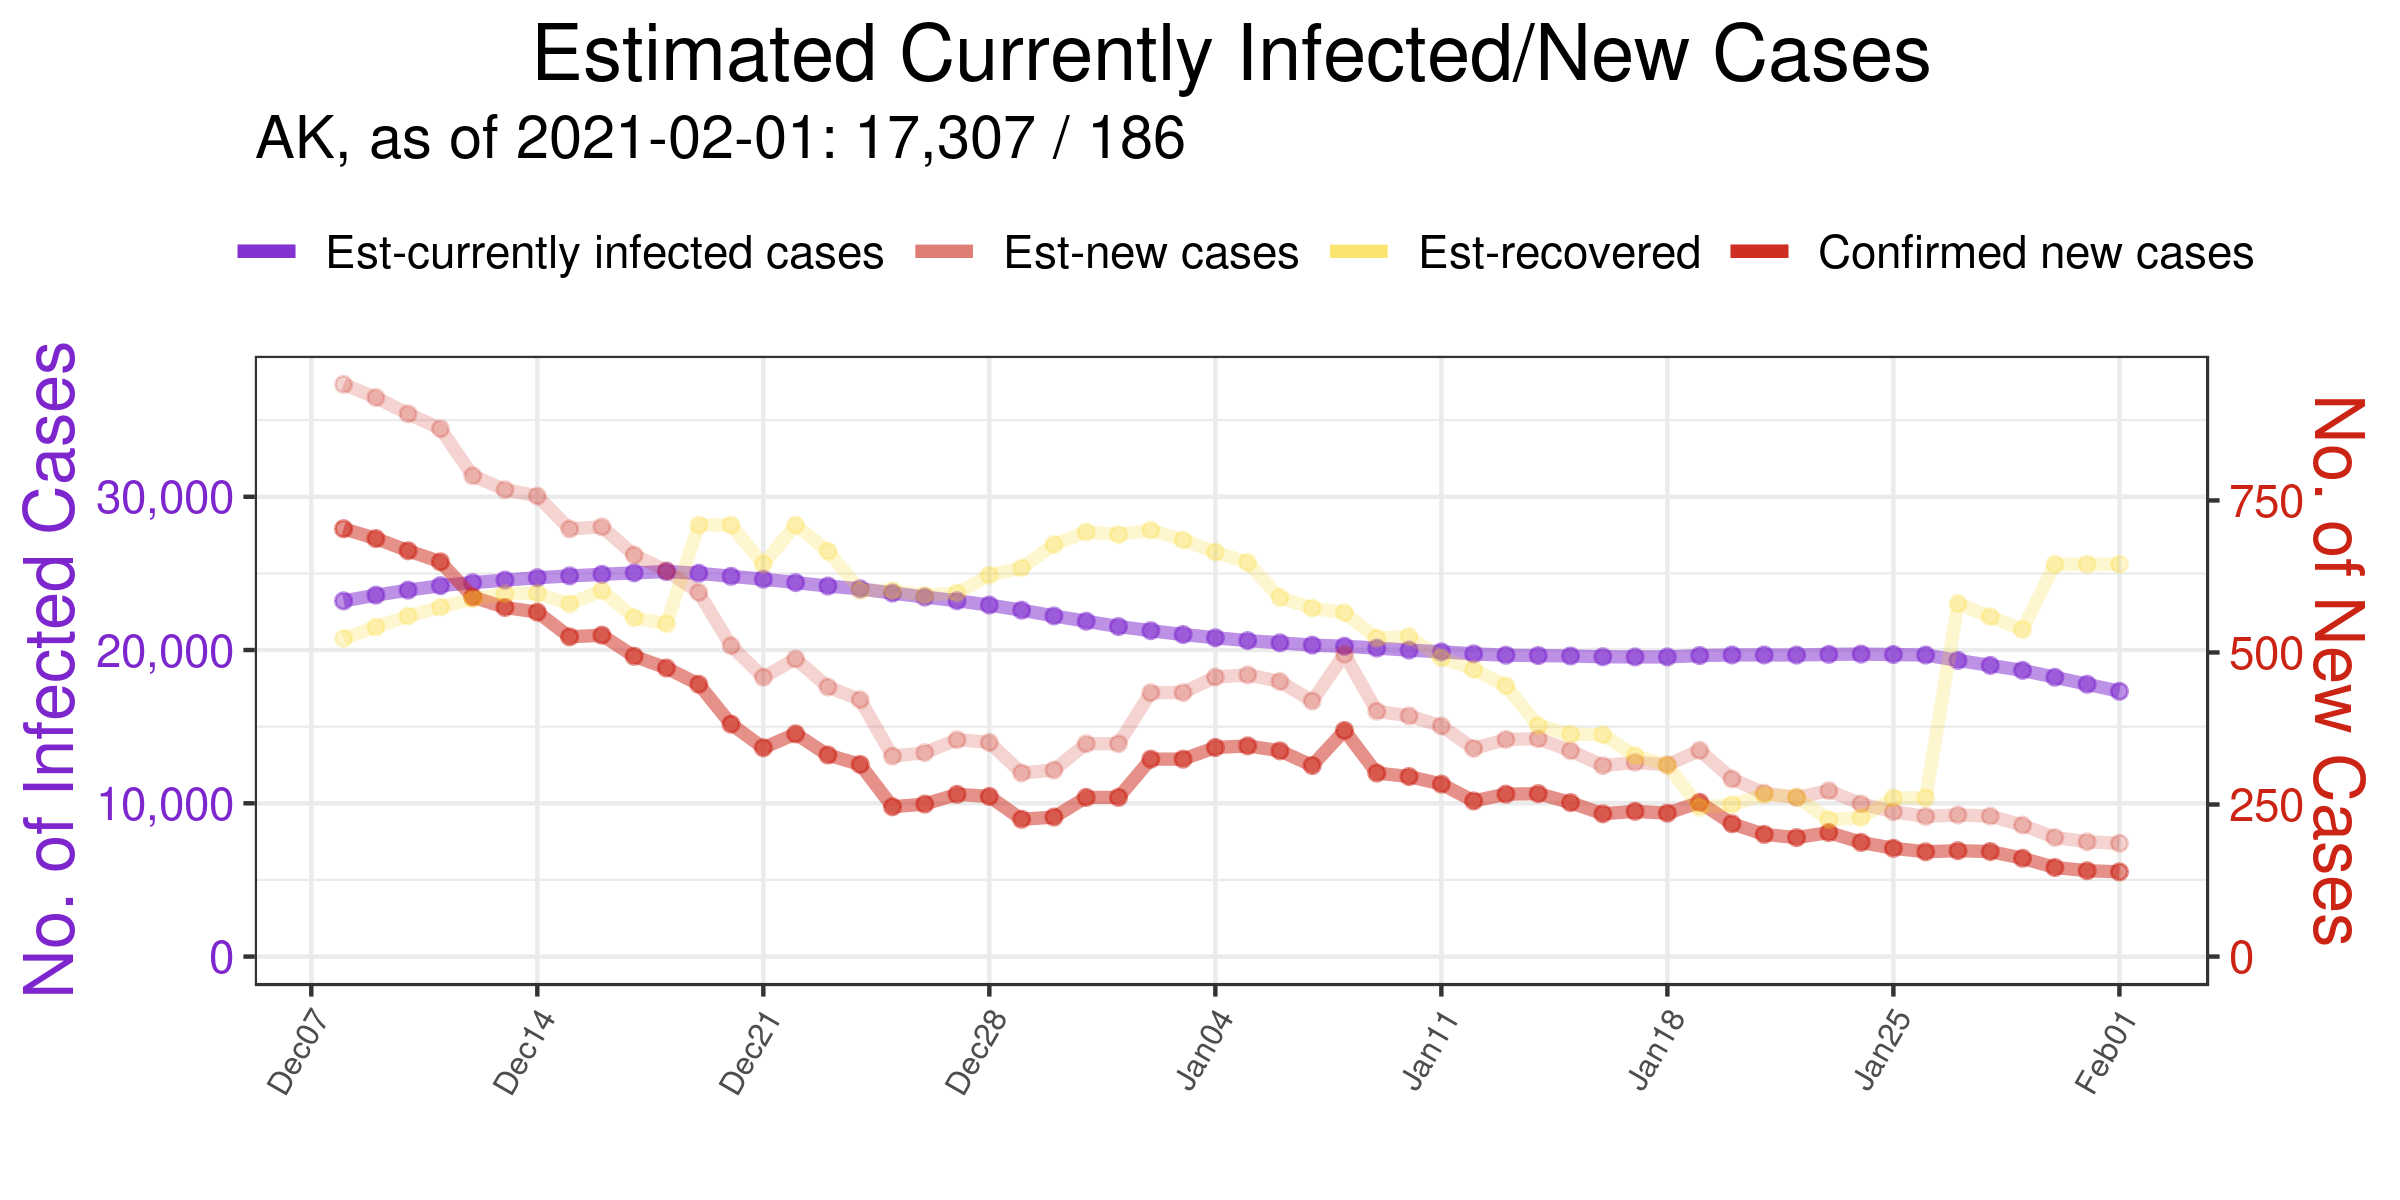 Estimated Currently Infected/New Cases
AK, as of 2021-02-01: 17,307 / 186
Est-currently infected cases Est-new cases Est-recovered Confirmed new cases
No. of Infected Cases
30,000
20,000
10,000
0
750
500
250
0
No. of New Cases
Dec07 Dec14 Dec21 Dec28 Jan04 Jan11 Jan18 Jan25 Feb01